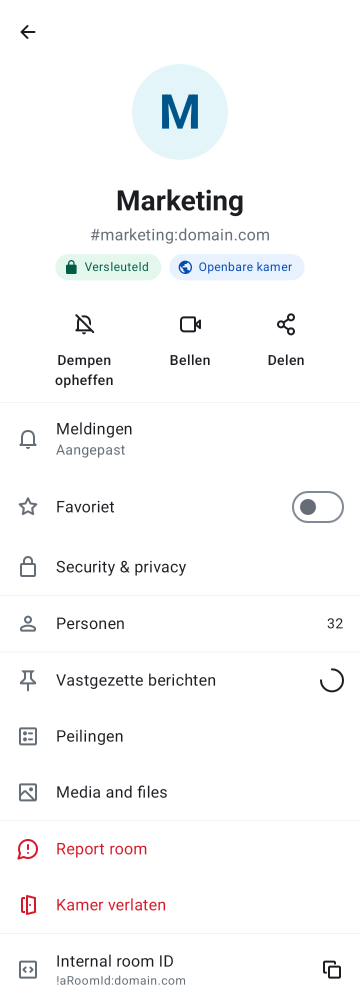 M
Marketing
#marketing:domain.com
Versleuteld
Openbare kamer
Dempen
opheffen
Bellen
Delen
Meldingen
Aangepast
Favoriet
Security & privacy
Personen
32
Vastgezette berichten
Peilingen
Media and files
Report room
Kamer verlaten
Internal room ID
!aRoomId:domain.com